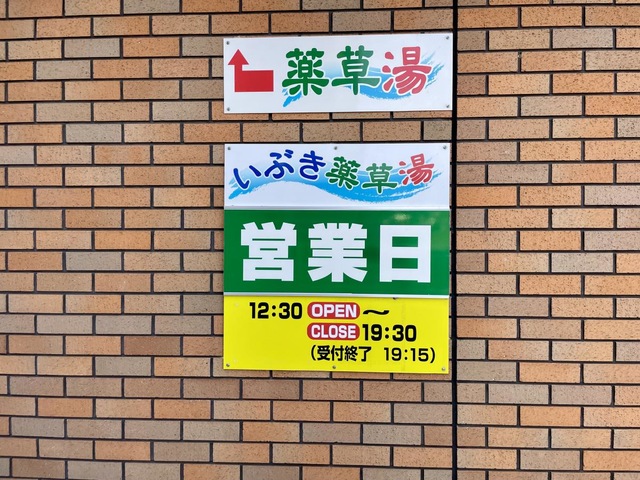 薬草湯
いぶき薬草湯
営業日
12:30 OPEN ～
CLOSE 19:30
（受付終了 19:15）